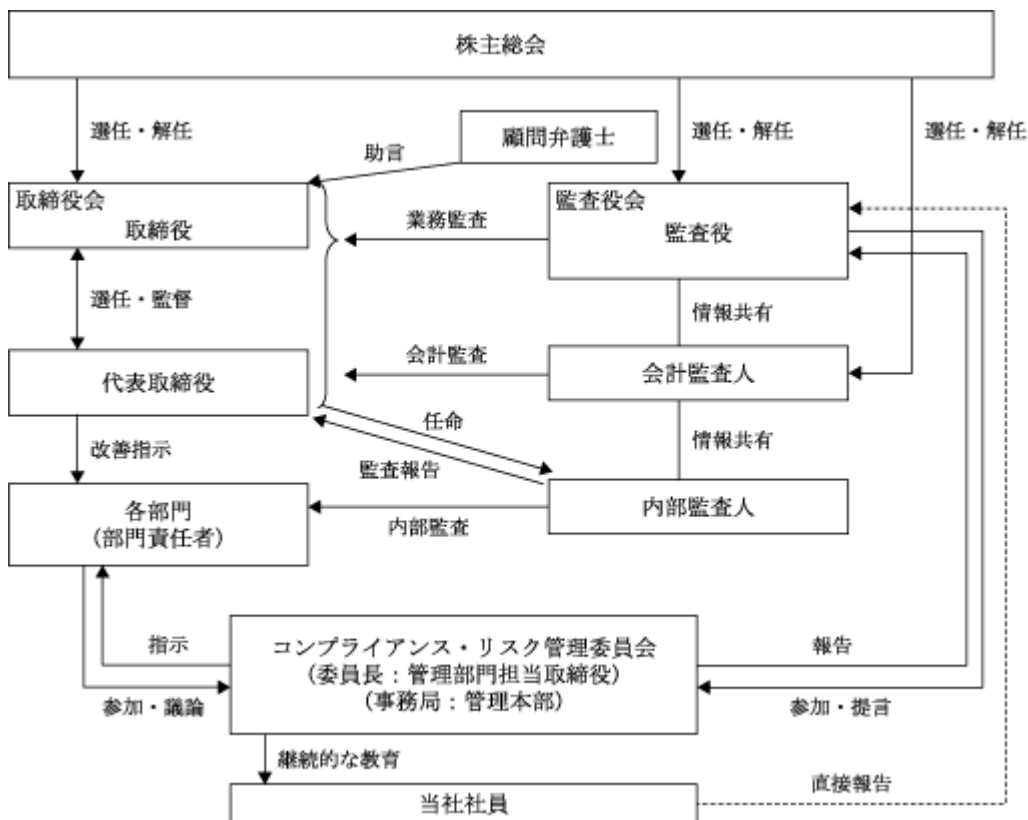 株主総会
選任・解任
選任・解任
選任・解任
顧問弁護士
助言
取締役会
取締役
監査役会
監査役
業務監査
選任・監督
情報共有
代表取締役
会計監査
会計監査人
任命
改善指示
監査報告
情報共有
各部門
(部門責任者)
内部監査
内部監査人
指示
参加・議論
コンプライアンス・リスク管理委員会
(委員長：管理部門担当取締役)
(事務局：管理本部)
報告
参加・提言
継続的な教育
当社社員
直接報告